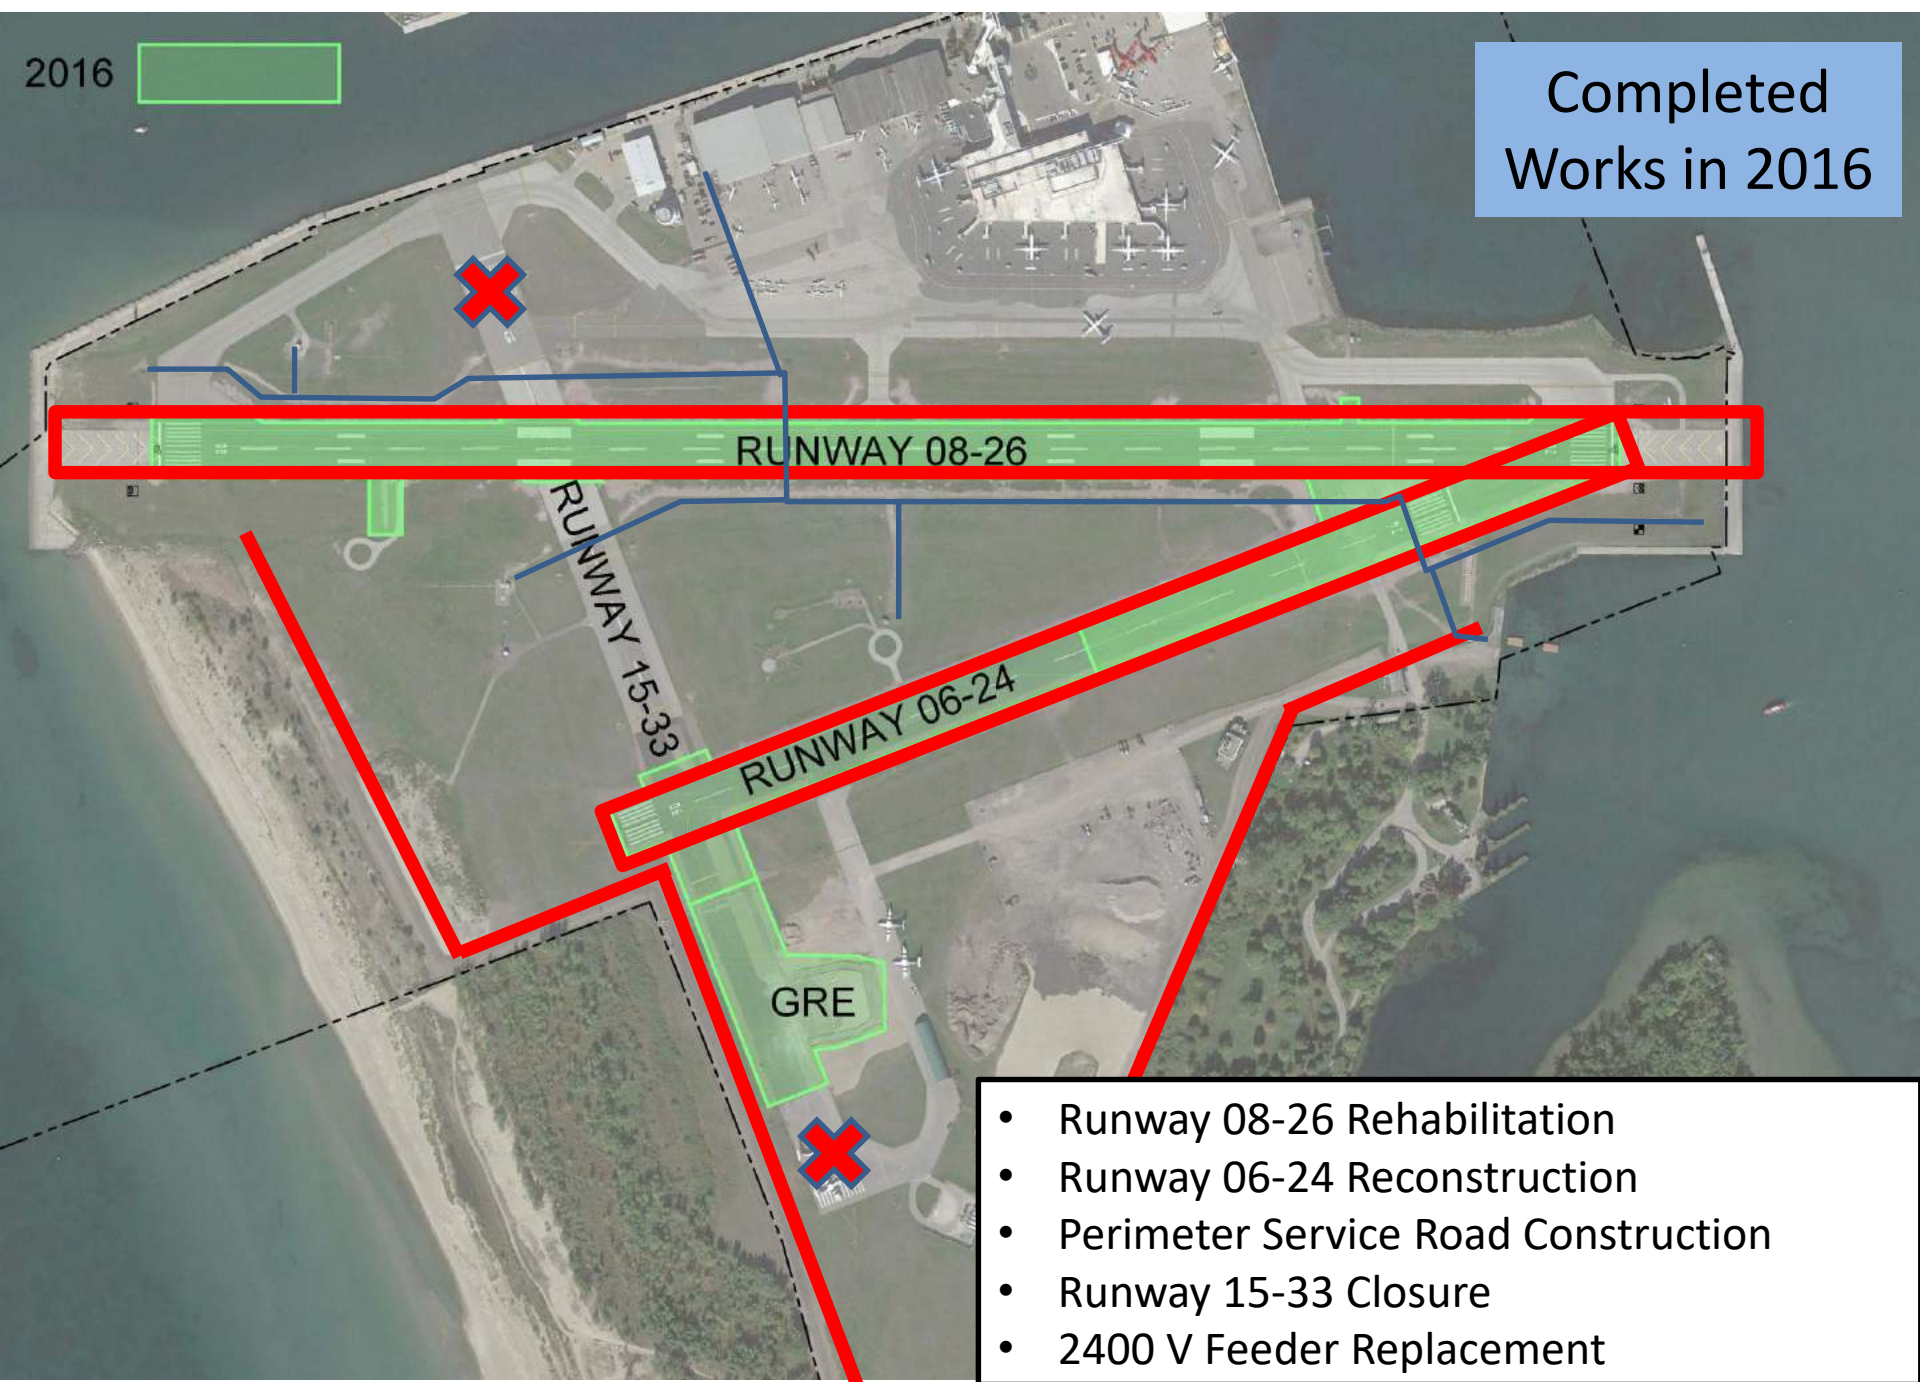 2016
Completed
Works in 2016
RUNWAY 08-26
RUNWAY 15-33
RUNWAY 06-24
GRE
• Runway 08-26 Rehabilitation
• Runway 06-24 Reconstruction
• Perimeter Service Road Construction
• Runway 15-33 Closure
• 2400 V Feeder Replacement